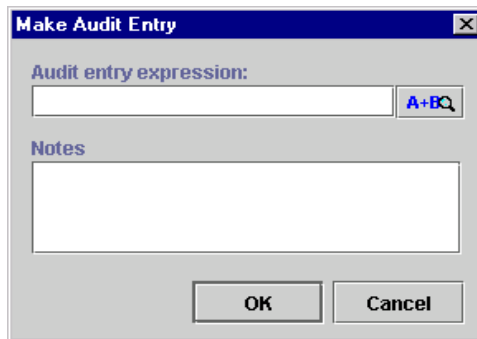 Make Audit Entry
Audit entry expression:
A+B
Notes
OK
Cancel